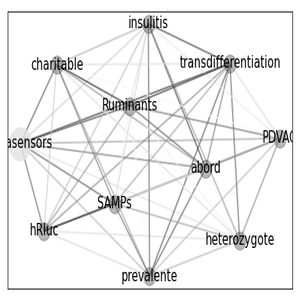 insulitis
charitable
transdifferentiation
Ruminants
asensors
PDVAC
abord
SAMPs
hRluc
heterozygote
prevalente